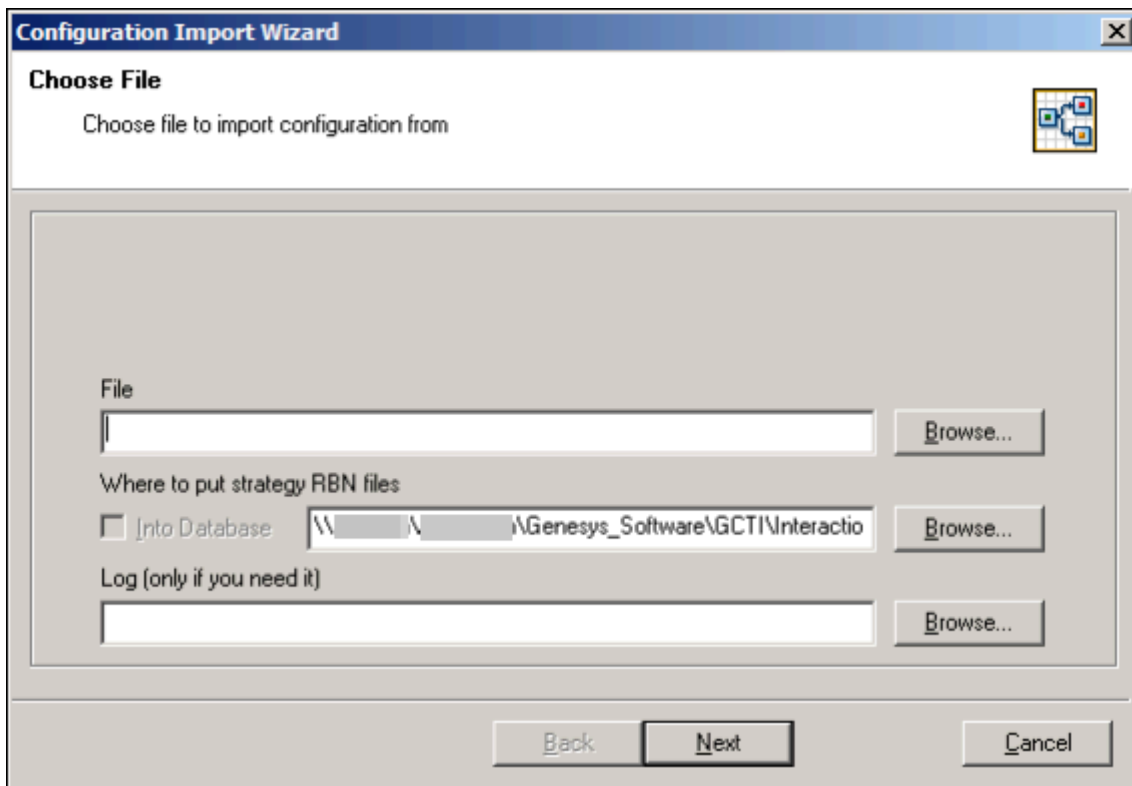 Configuration Import Wizard
Choose File
Choose file to import configuration from
File
Browse...
Where to put strategy RBN files
Into Database \\ \ \Genesys_Software\GCTI\Interactio Browse...
Log (only if you need it)
Browse...
Back Next Cancel